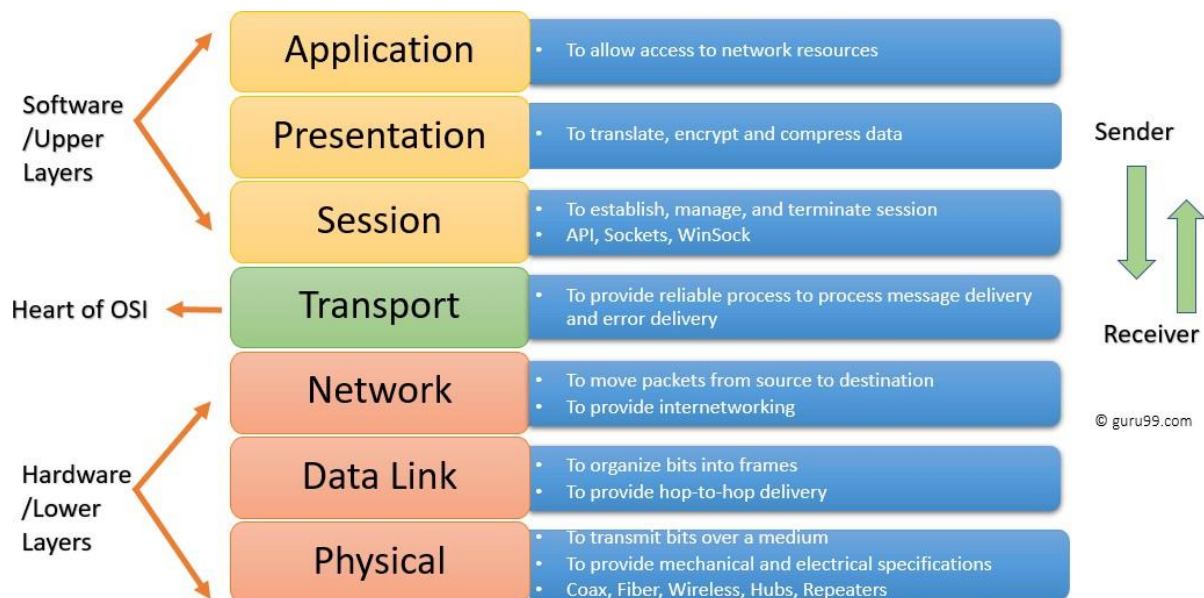 Application
• To allow access to network resources
Software
/Upper
Layers
Presentation
• To translate, encrypt and compress data
Sender
Session
• To establish, manage, and terminate session
• API, Sockets, WinSock
Heart of OSI
Transport
• To provide reliable process to process message delivery
and error delivery
Receiver
Network
• To move packets from source to destination
• To provide internetworking
© guru99.com
Hardware
/Lower
Layers
Data Link
• To organize bits into frames
• To provide hop-to-hop delivery
Physical
• To transmit bits over a medium
• To provide mechanical and electrical specifications
• Coax, Fiber, Wireless, Hubs, Repeaters